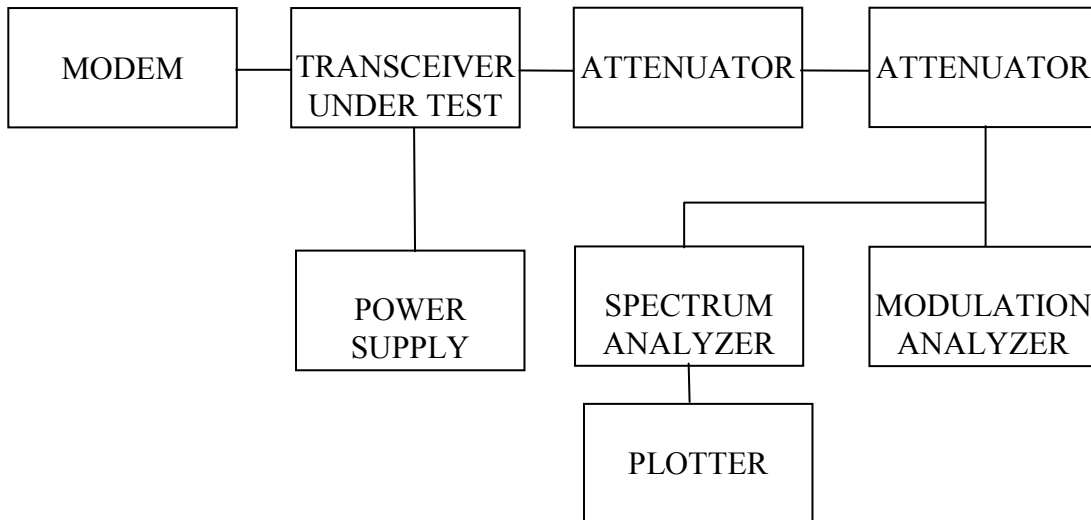 MODEM
TRANSCEIVER
UNDER TEST
ATTENUATOR
ATTENUATOR
POWER
SUPPLY
SPECTRUM
ANALYZER
MODULATION
ANALYZER
PLOTTER